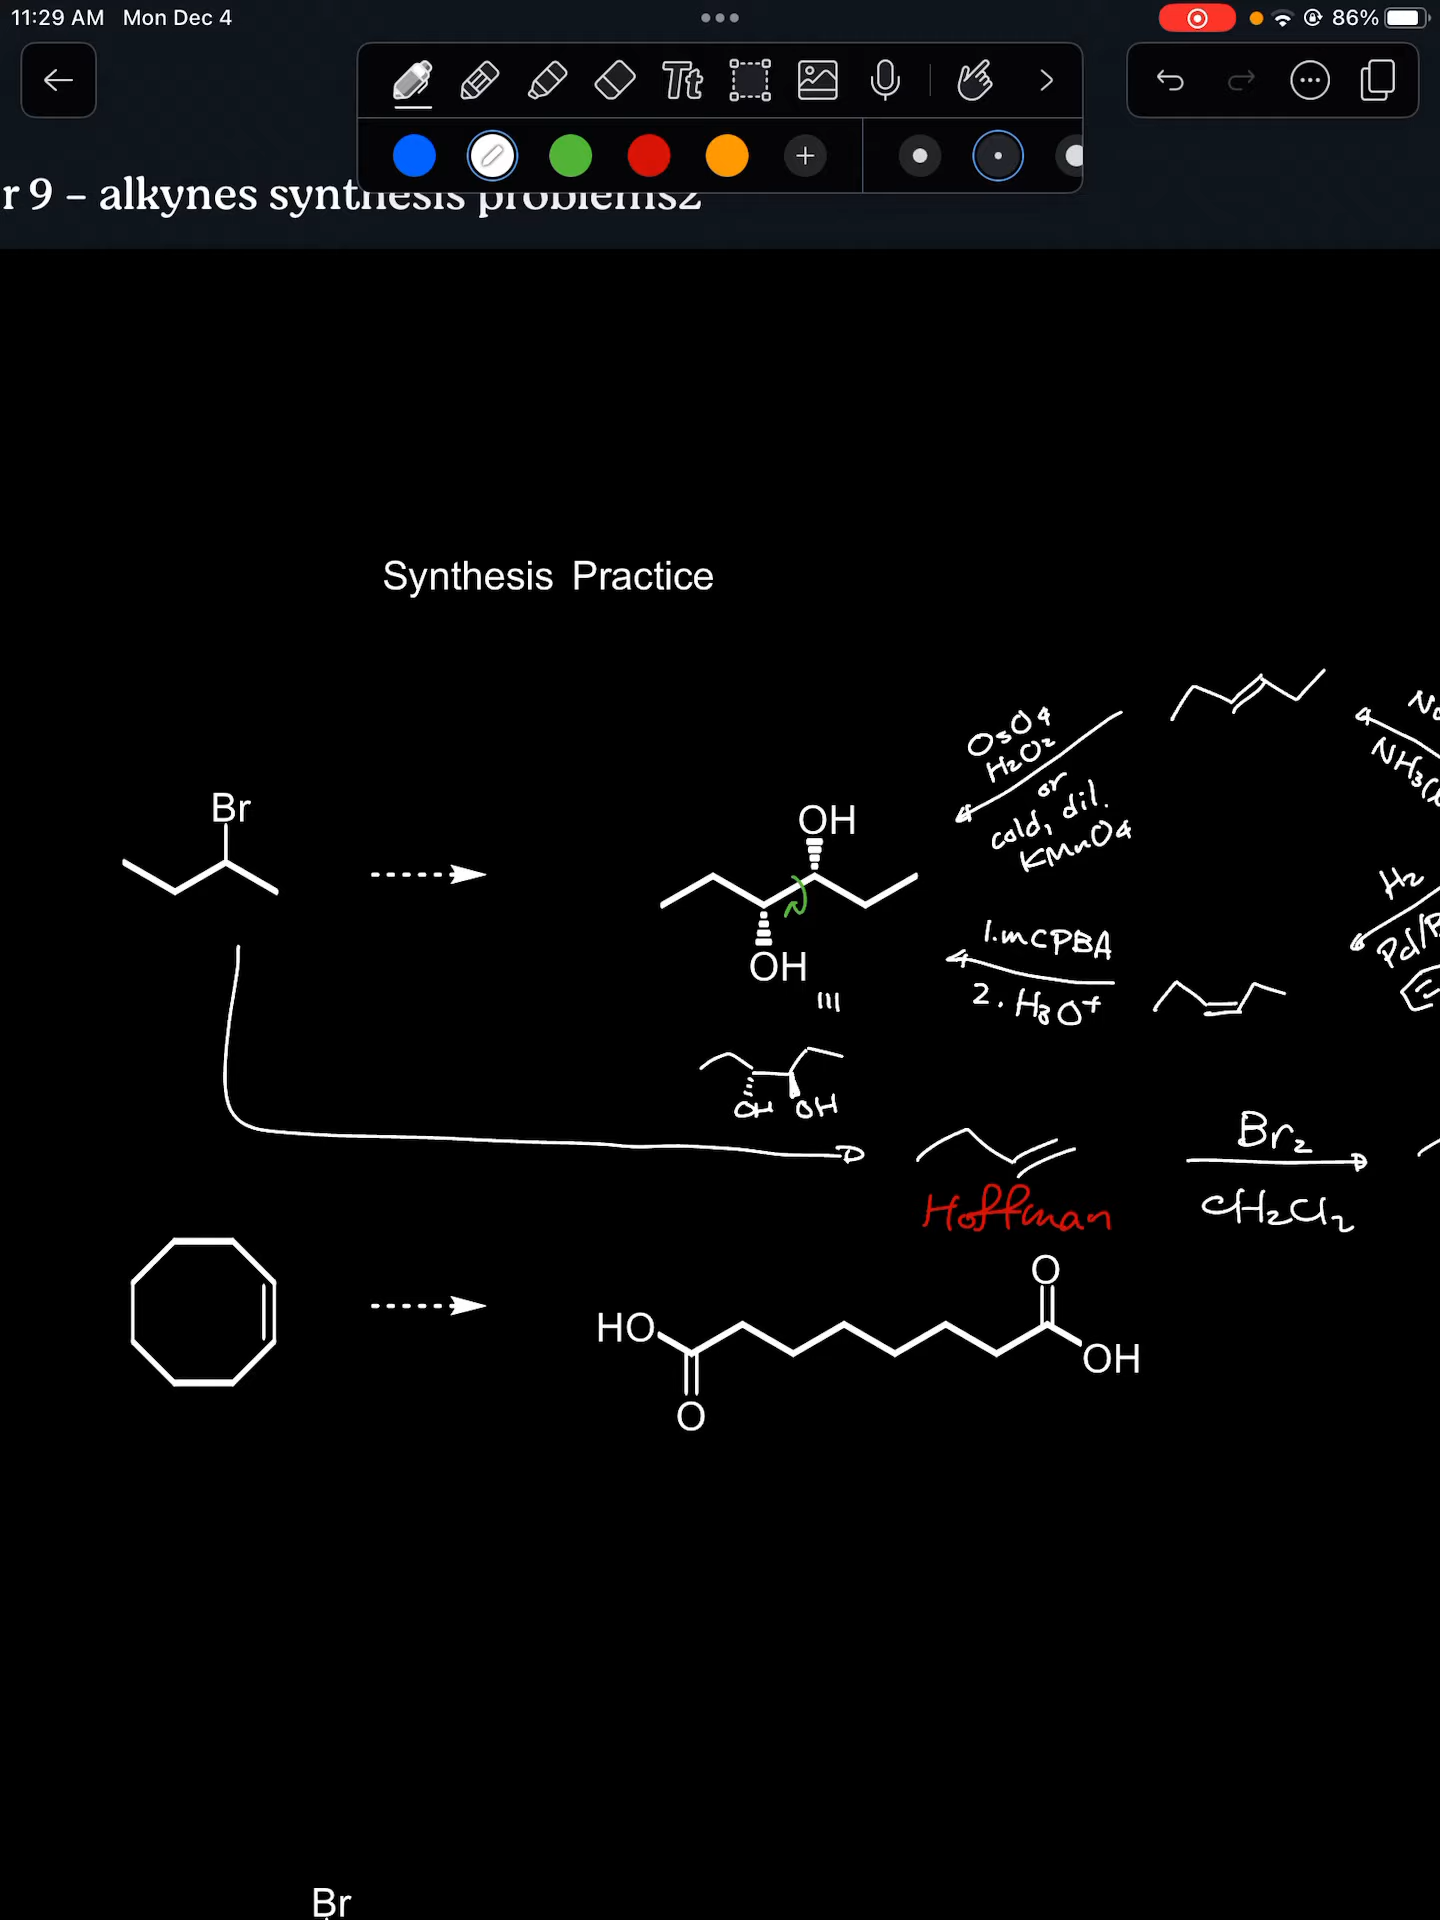 11:29 AM Mon Dec 4
86%
Tt
r 9 – alkynes synthesis problems2
Synthesis Practice
OsO4
H2O2
or
cold, dil.
KMnO4
NH3(
Br
OH
OH
H2
Pd/
1. mCPBA
2. H3O+
OH OH
Br2
CH2Cl2
Hoffman
O
HO
OH
O
Br